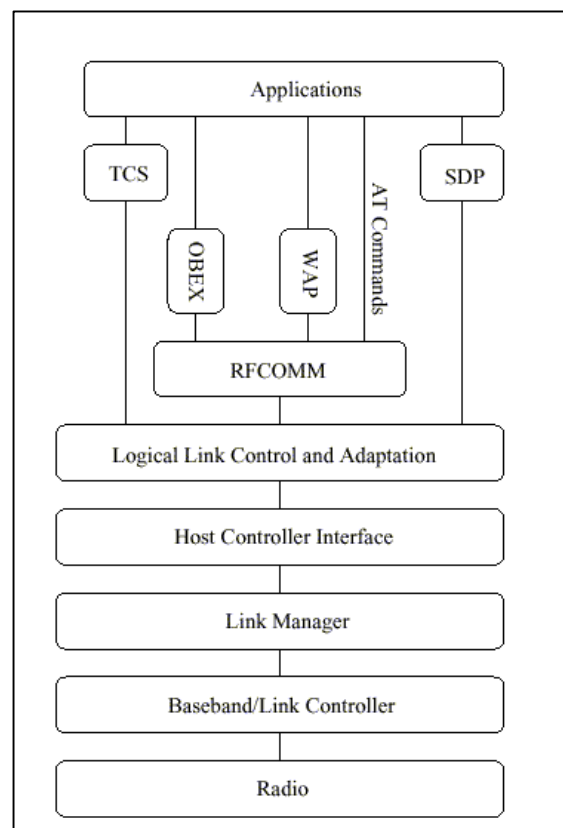 Applications
TCS
SDP
OBEX
WAP
AT Commands
RFCOMM
Logical Link Control and Adaptation
Host Controller Interface
Link Manager
Baseband/Link Controller
Radio